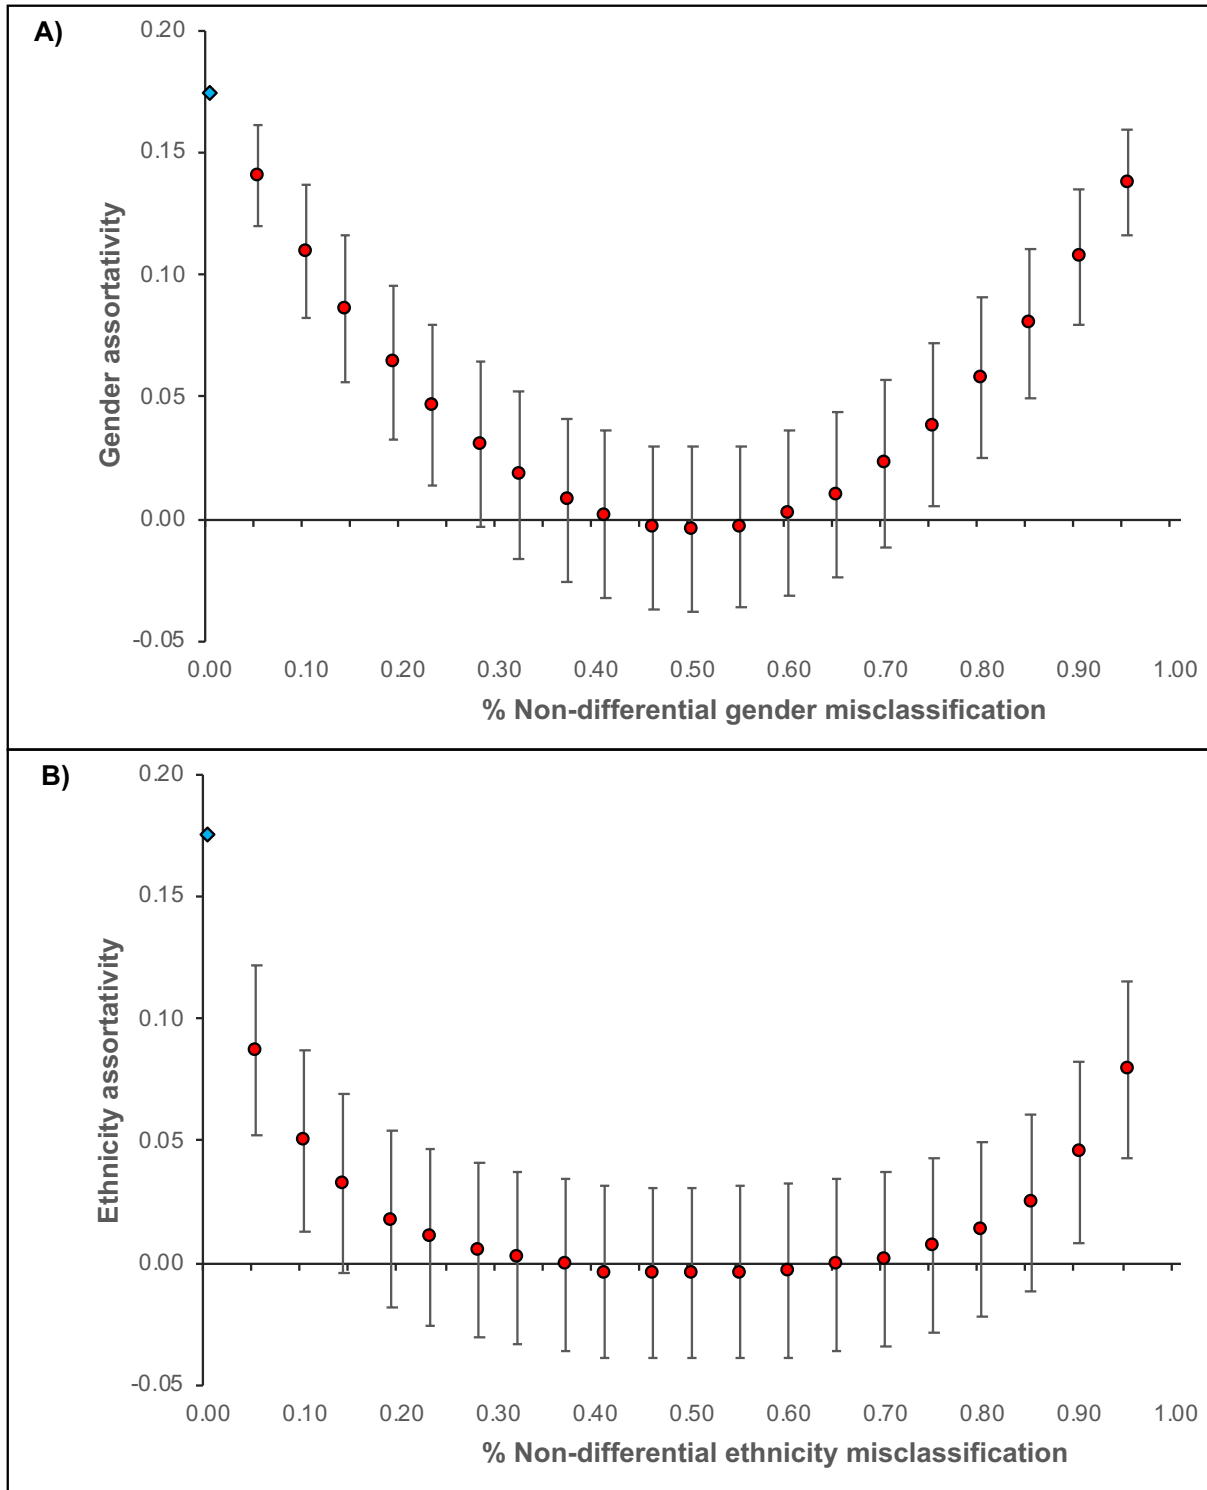 A)
0.20
0.15
0.10
0.05
0.00
-0.05
Gender assortativity
0.00 0.10 0.20 0.30 0.40 0.50 0.60 0.70 0.80 0.90 1.00
% Non-differential gender misclassification
B)
0.20
0.15
0.10
0.05
0.00
-0.05
Ethnicity assortativity
0.00 0.10 0.20 0.30 0.40 0.50 0.60 0.70 0.80 0.90 1.00
% Non-differential ethnicity misclassification